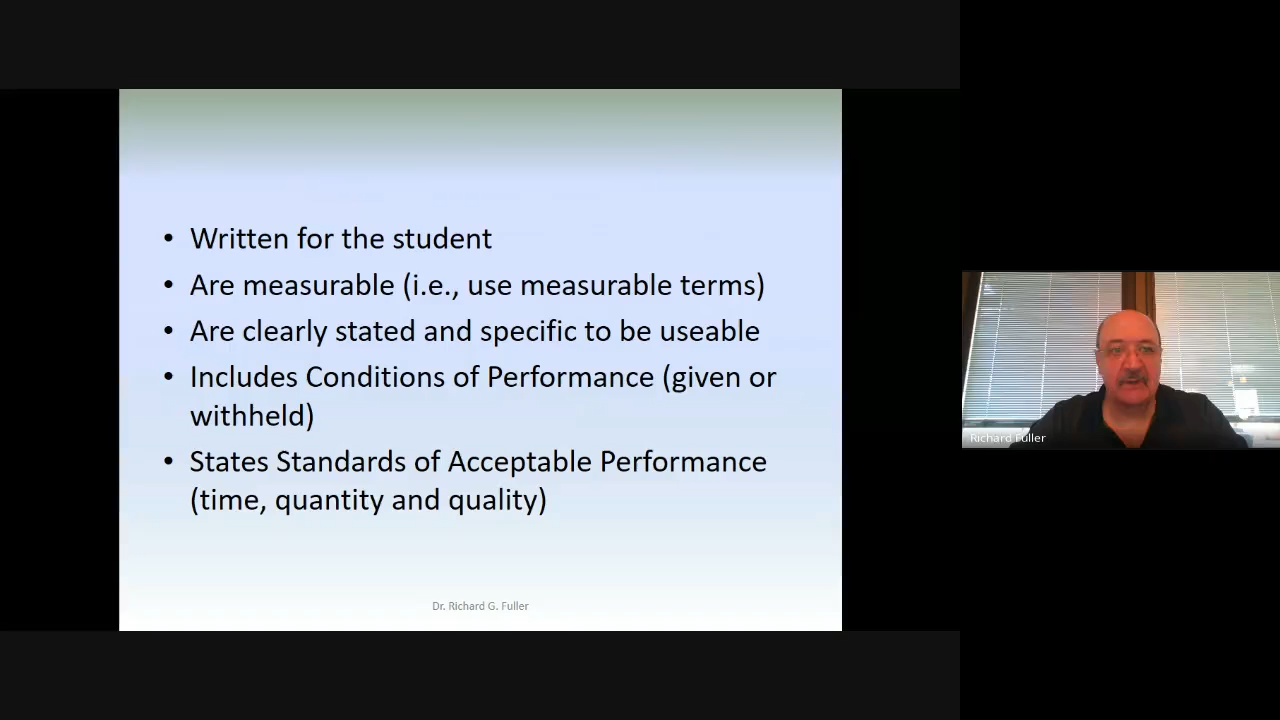 • Written for the student
• Are measurable (i.e., use measurable terms)
• Are clearly stated and specific to be useable
• Includes Conditions of Performance (given or
withheld)
• States Standards of Acceptable Performance
(time, quantity and quality)
Dr. Richard G. Fuller
Richard Fuller